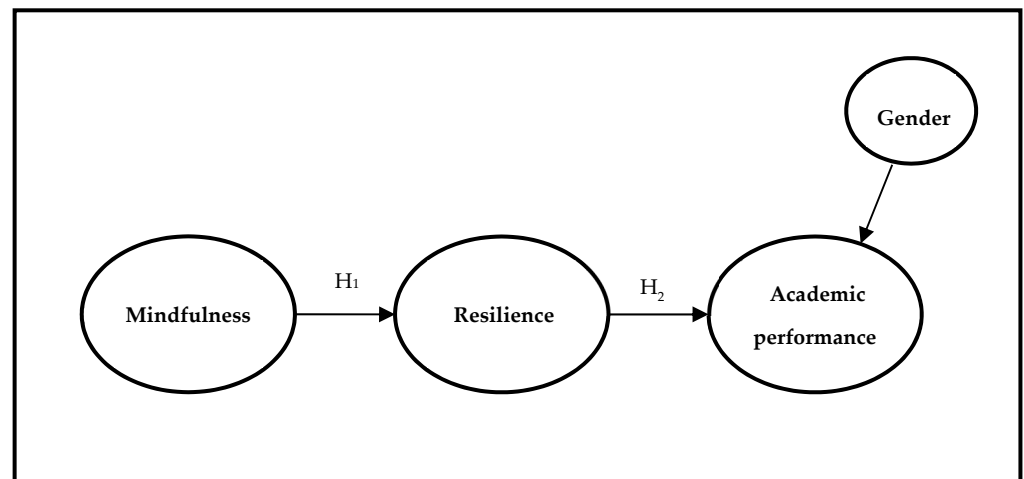 Gender
H1
H2
Mindfulness
Resilience
Academic
performance